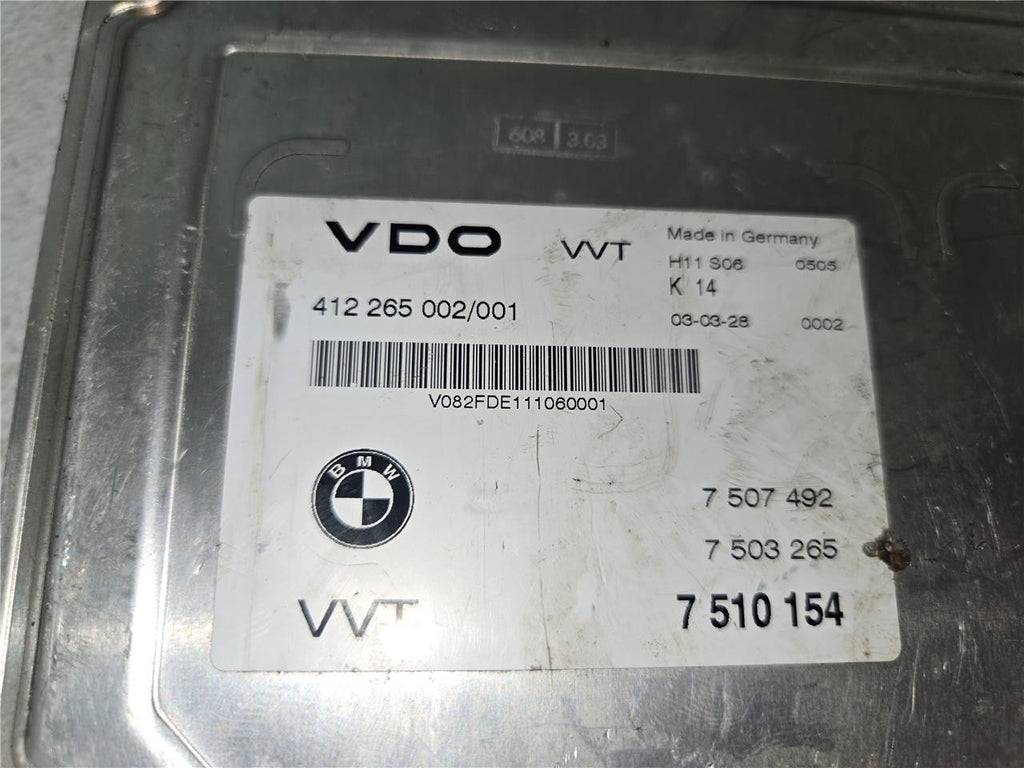 608 3.03
VDO VVT
Made in Germany
H11 S06 0505
K 14
412 265 002/001
03-03-28 0002
V082FDE111060001
BMW
7 507 492
7 503 265
VVT 7 510 154